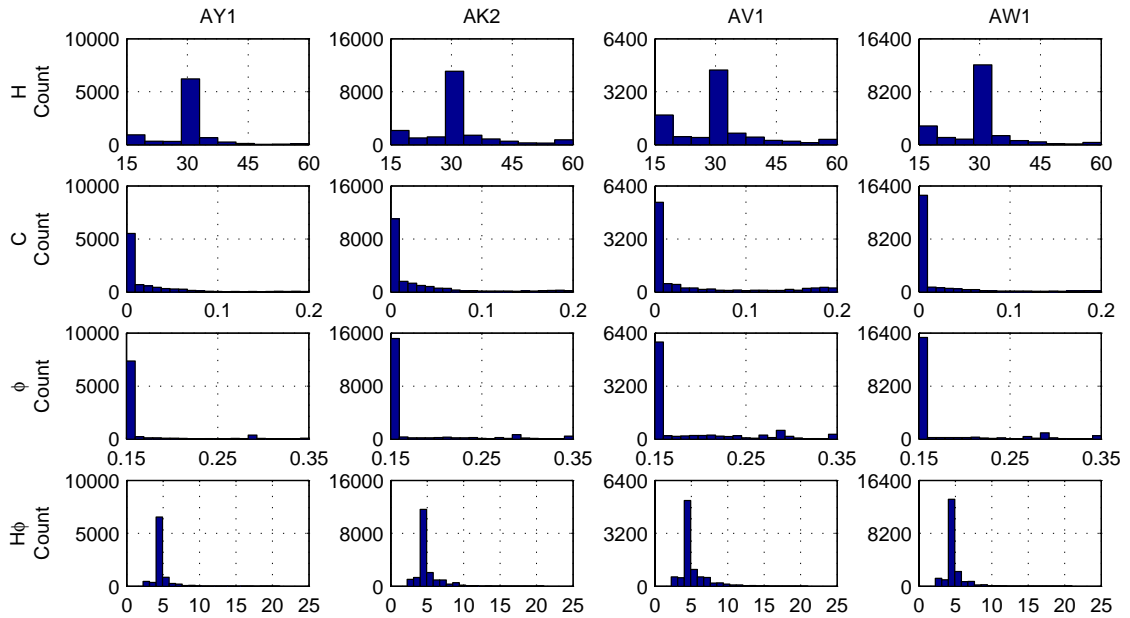 AY1 AK2 AV1 AW1
H
Count
10000 16000 6400 16400
5000 8000 3200 8200
0 0 0 0
15 30 45 60 15 30 45 60 15 30 45 60 15 30 45 60
C
Count
10000 16000 6400 16400
5000 8000 3200 8200
0 0 0 0
0 0.1 0.2 0 0.1 0.2 0 0.1 0.2 0 0.1 0.2
ϕ
Count
10000 16000 6400 16400
5000 8000 3200 8200
0 0 0 0
0.15 0.25 0.35 0.15 0.25 0.35 0.15 0.25 0.35 0.15 0.25 0.35
Hϕ
Count
10000 16000 6400 16400
5000 8000 3200 8200
0 0 0 0
0 5 10 15 20 25 0 5 10 15 20 25 0 5 10 15 20 25 0 5 10 15 20 25